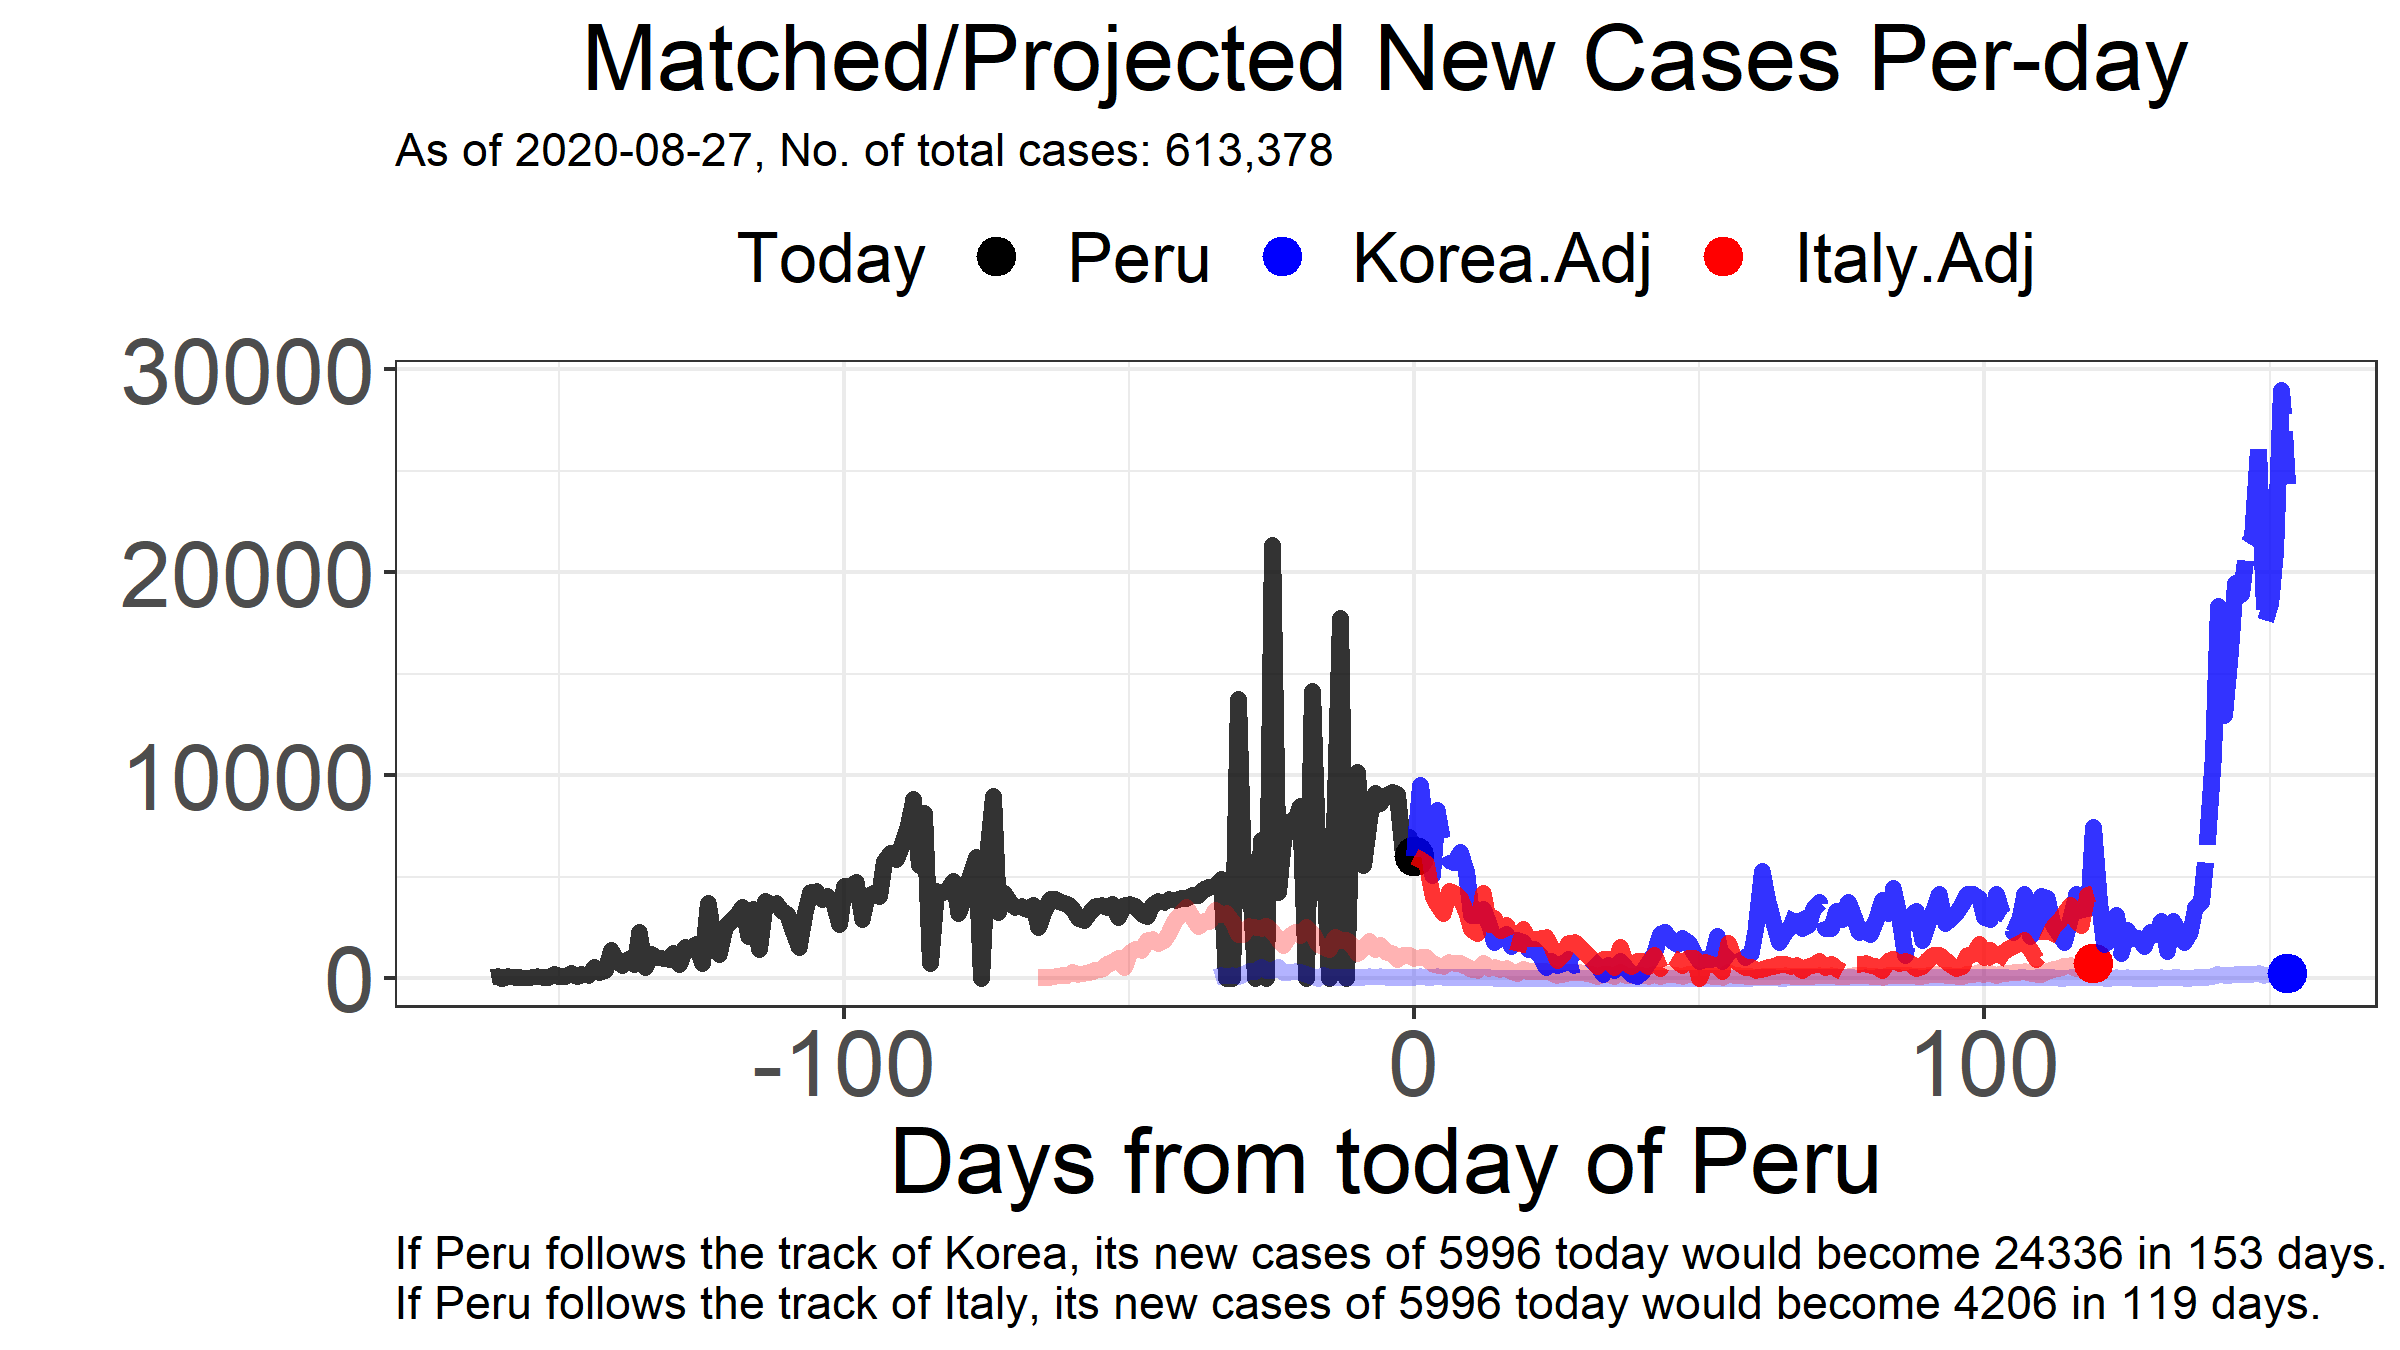 Matched/Projected New Cases Per-day
As of 2020-08-27, No. of total cases: 613,378
Today Peru Korea.Adj Italy.Adj
30000
20000
10000
0
-100 0 100
Days from today of Peru
If Peru follows the track of Korea, its new cases of 5996 today would become 24336 in 153 days.
If Peru follows the track of Italy, its new cases of 5996 today would become 4206 in 119 days.